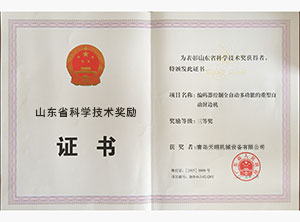 山东省科学技术奖励
证书
为表彰山东省科学技术奖获得者，
特颁发此证书
项目名称：编码器控制全自动多功能的重型自
动封边机
奖励等级：三等奖
获奖者：青岛天顺机械设备有限公司